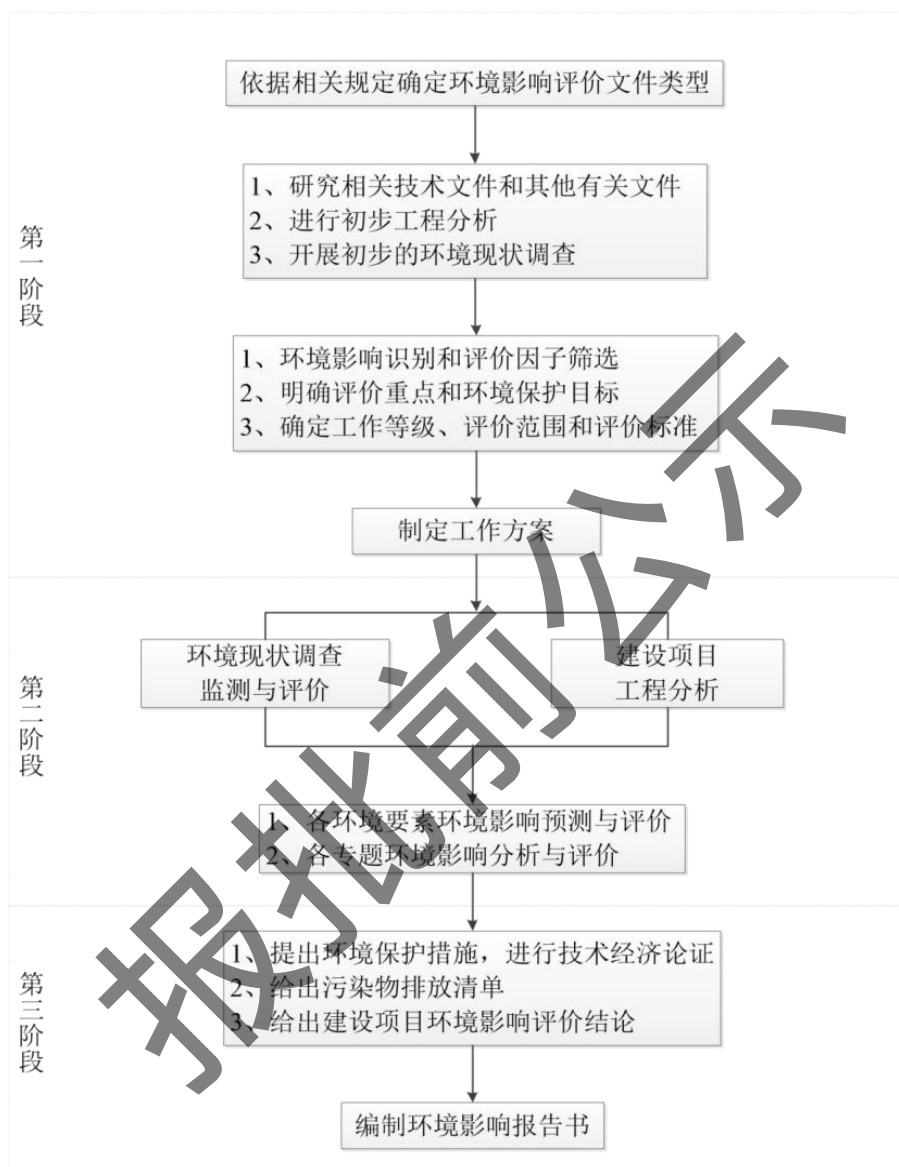 依据相关规定确定环境影响评价文件类型
1、研究相关技术文件和其他有关文件
2、进行初步工程分析
3、开展初步的环境现状调查
第一阶段
1、环境影响识别和评价因子筛选
2、明确评价重点和环境保护目标
3、确定工作等级、评价范围和评价标准
制定工作方案
环境现状调查
监测与评价
建设项目
工程分析
第二阶段
1、各环境要素环境影响预测与评价
2、各专题环境影响分析与评价
1、提出环境保护措施，进行技术经济论证
2、给出污染物排放清单
3、给出建设项目环境影响评价结论
第三阶段
编制环境影响报告书
报批前公示